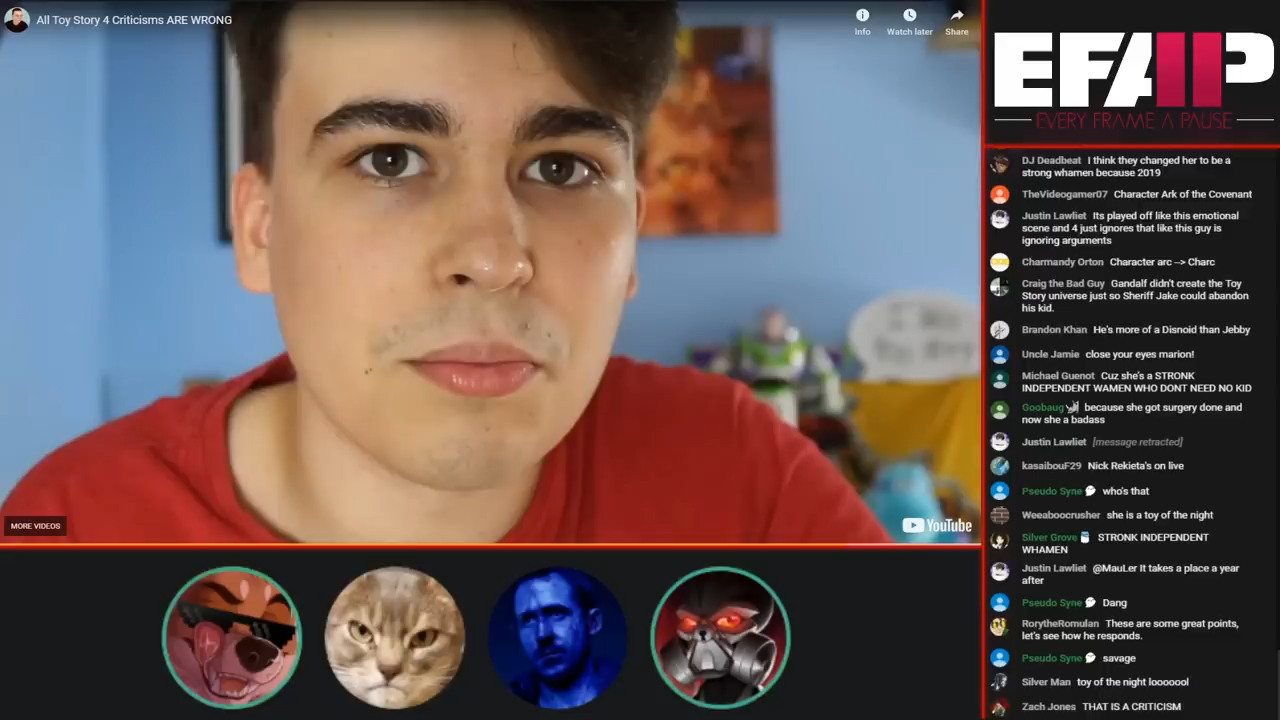 All Toy Story 4 Criticisms ARE WRONG
Info
Watch later
Share
MORE VIDEOS
YouTube
EFAP
EVERY FRAME A PAUSE
DJ Deadbeat I think they changed her to be a
strong whamen because 2019
TheVideogamer07 Character Ark of the Covenant
Justin Lawliet Its played off like this emotional
scene and 4 just ignores that like this guy is
ignoring arguments
Charmandy Orton Character arc --> Charc
Craig the Bad Guy Gandalf didn't create the Toy
Story universe just so Sheriff Jake could abandon
his kid.
Brandon Khan He's more of a Disnoid than Jebby
Uncle Jamie close your eyes marion!
Michael Guenot Cuz she's a STRONK
INDEPENDENT WAMEN WHO DONT NEED NO KID
Goobaug because she got surgery done and
now she a badass
Justin Lawliet [message retracted]
kasaibouF29 Nick Rekieta's on live
Pseudo Syne who's that
Weeaboocrusher she is a toy of the night
Silver Grove STRONK INDEPENDENT
WHAMEN
Justin Lawliet @MauLer It takes a place a year
after
Pseudo Syne Dang
RorytheRomulan These are some great points,
let's see how he responds.
Pseudo Syne savage
Silver Man toy of the night looooool
Zach Jones THAT IS A CRITICISM